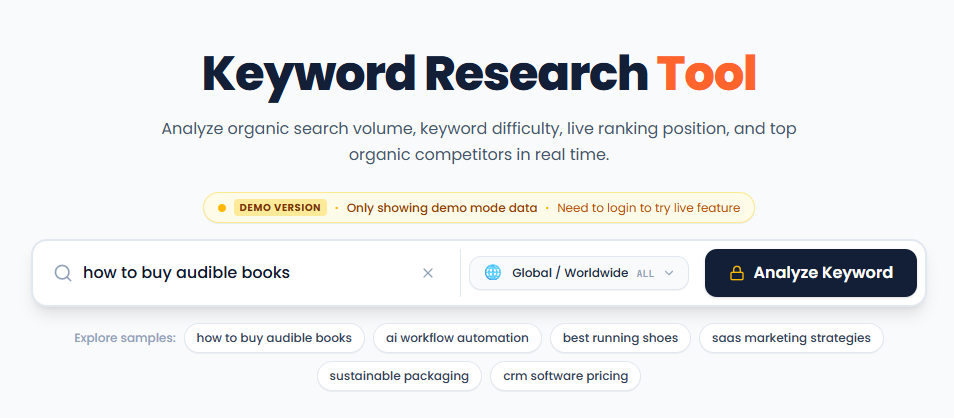 Keyword Research Tool
Analyze organic search volume, keyword difficulty, live ranking position, and top
organic competitors in real time.
DEMO VERSION • Only showing demo mode data • Need to login to try live feature
how to buy audible books × Global / Worldwide ALL Analyze Keyword
Explore samples: how to buy audible books ai workflow automation best running shoes saas marketing strategies
sustainable packaging crm software pricing